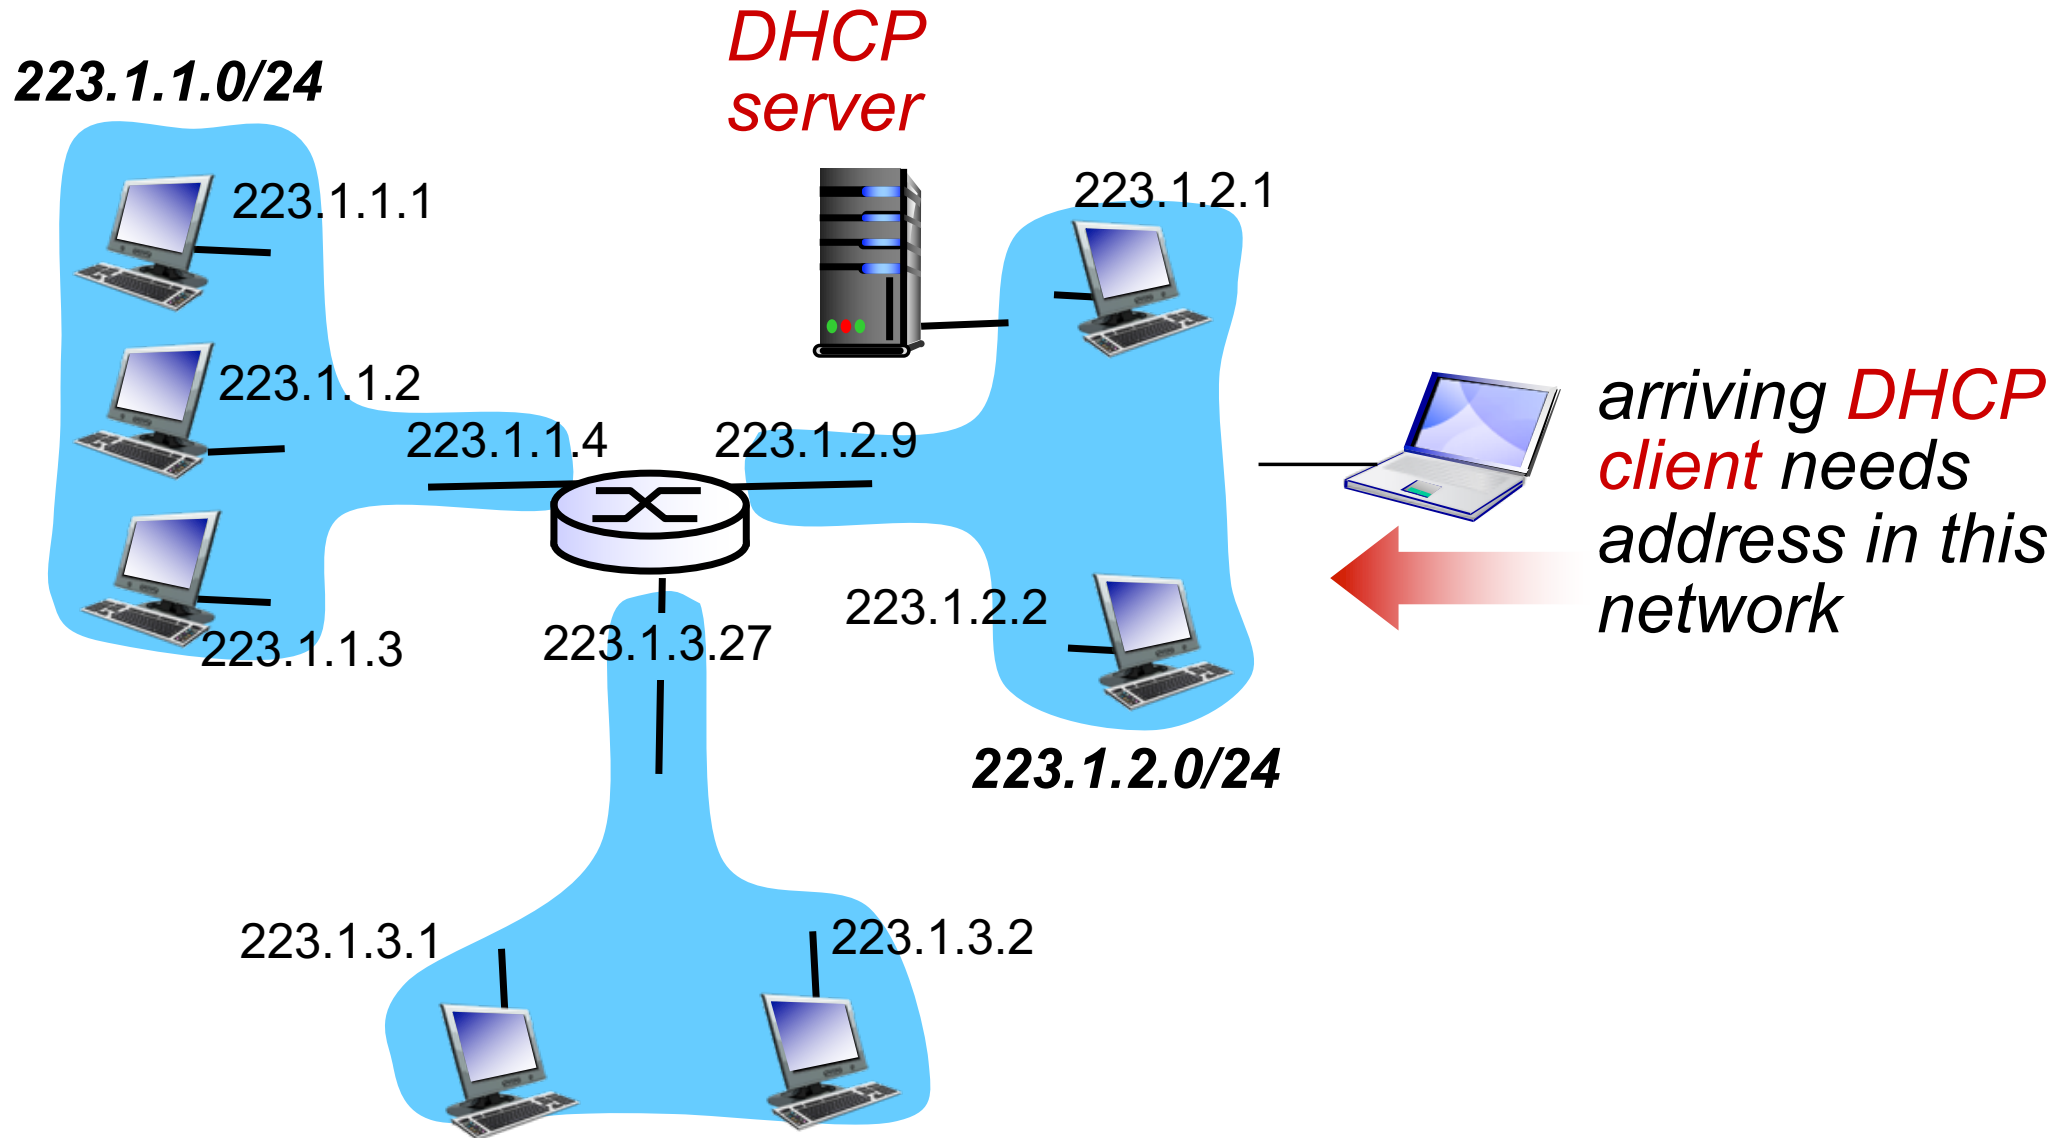 DHCP
server
223.1.1.0/24
223.1.1.1
223.1.2.1
223.1.1.2
arriving DHCP
client needs
address in this
network
223.1.1.4
223.1.2.9
223.1.2.2
223.1.1.3
223.1.3.27
223.1.2.0/24
223.1.3.1
223.1.3.2